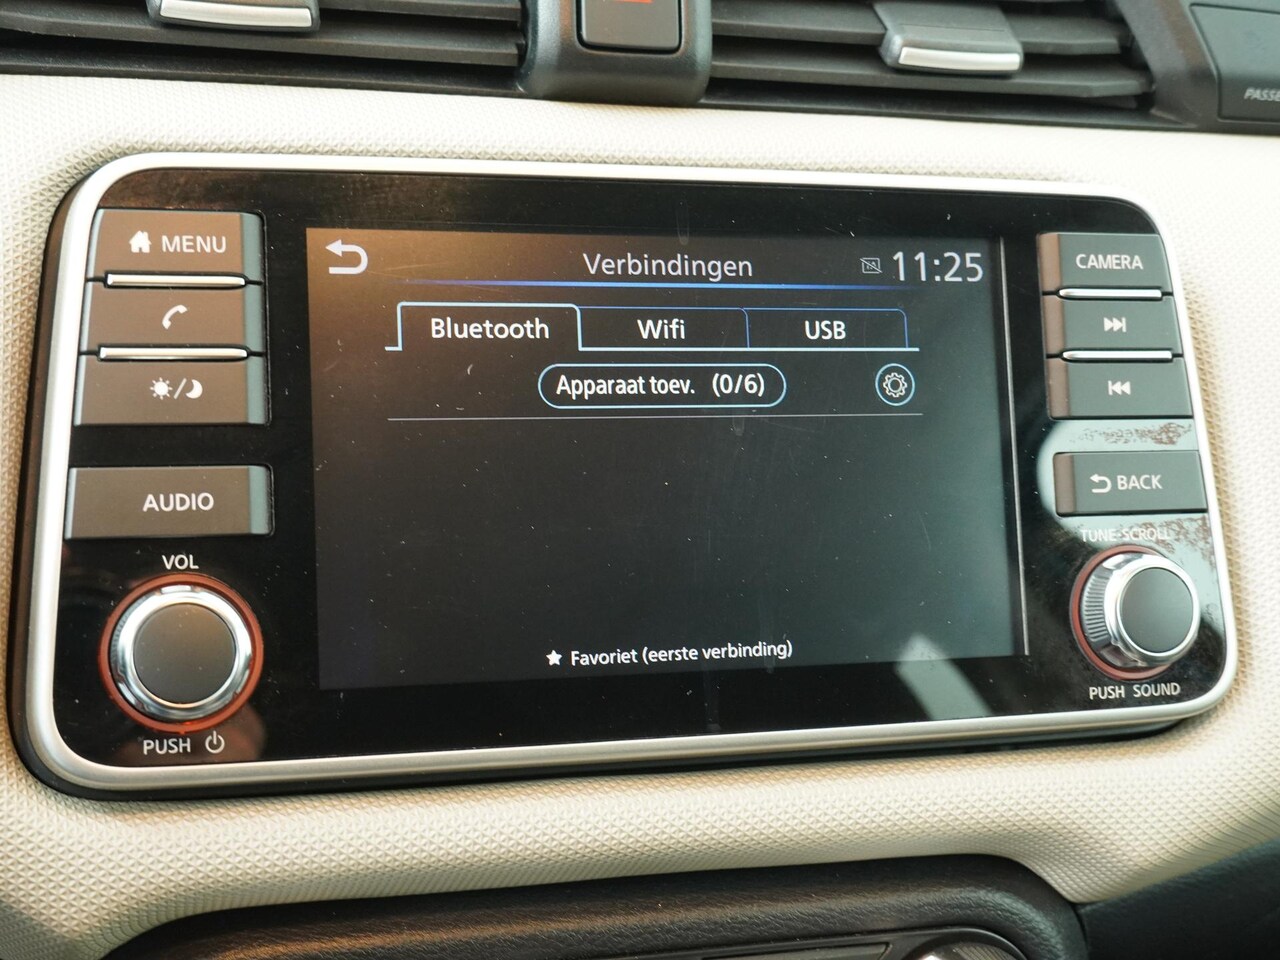 PASSE
MENU
AUDIO
VOL
PUSH
Verbindingen
11:25
Bluetooth
Wifi
USB
Apparaat toev. (0/6)
Favoriet (eerste verbinding)
CAMERA
BACK
TUNE·SCROLL
PUSH SOUND